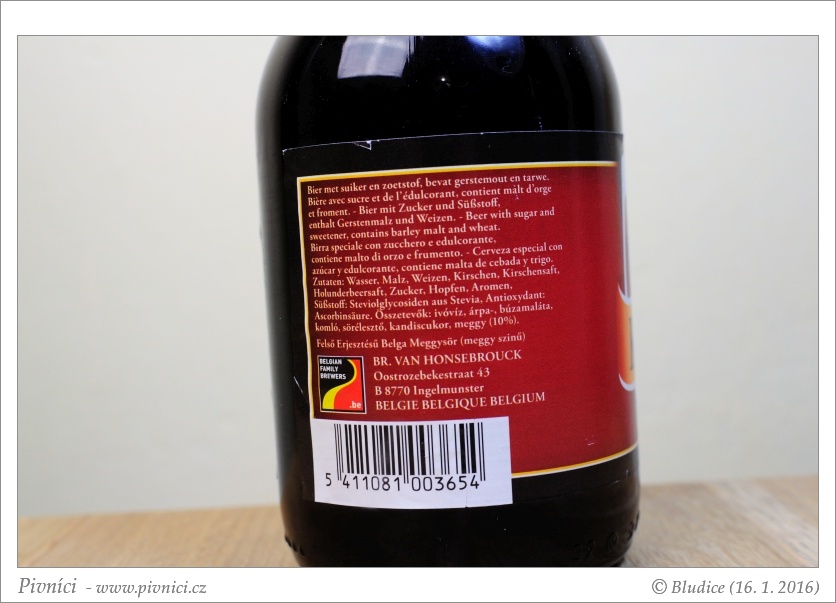 Bier met suiker en zoetstof, bevat gerstemout en tarwe.
Bière avec sucre et de l'édulcorant, contient màlt d'orge
et froment. - Bier mit Zucker und Süßstoff,
enthalt Gerstenmalz und Weizen. - Beer with sugar and
sweetener, contains barley malt and wheat.
Birra speciale con zucchero e edulcorante,
contiene malto di orzo e frumento. - Cerveza especial con
azúcar y edulcorante, contiene malta de cebada y trigo.
Zutaten: Wasser, Malz, Weizen, Kirschen, Kirschensaft,
Holunderbeersaft, Zucker, Hopfen, Aromen,
Süßstoff: Steviolglycosiden aus Stevia, Antioxydant:
Ascorbinsäure. Összetevők: ivóvíz, árpa-, búzamaláta,
komló, sörélesztő, kandiscukor, meggy (10%).
Felső Erjesztésű Belga Meggysör (meggy szinű)
BELGIAN
FAMILY
BREWERS
.be
BR. VAN HONSEBROUCK
Oostrozebekestraat 43
B 8770 Ingelmunster
BELGIE BELGIQUE BELGIUM
5 411081 003654
Pivníci - www.pivnici.cz
© Bludice (16. 1. 2016)